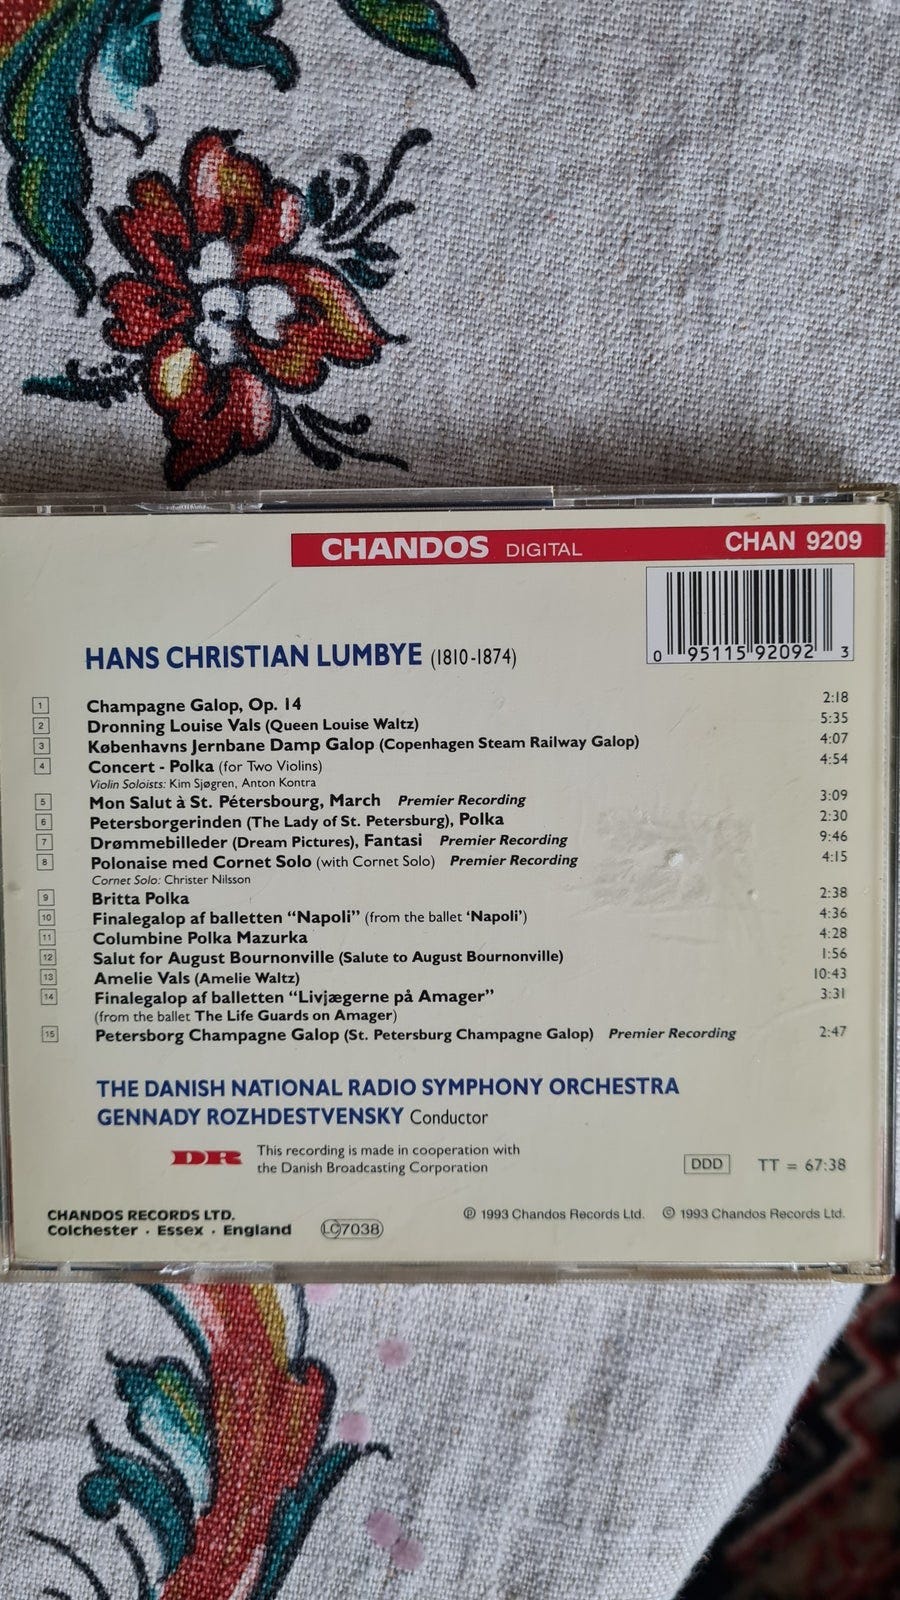 CHANDOS DIGITAL CHAN 9209
0 95115 92092 3
HANS CHRISTIAN LUMBYE (1810-1874)
1 Champagne Galop, Op. 14 2:18
2 Dronning Louise Vals (Queen Louise Waltz) 5:35
3 Københavns Jernbane Damp Galop (Copenhagen Steam Railway Galop) 4:07
4 Concert - Polka (for Two Violins) 4:54
Violin Soloists: Kim Sjøgren, Anton Kontra
5 Mon Salut à St. Pétersbourg, March Premier Recording 3:09
6 Petersborgerinden (The Lady of St. Petersburg), Polka 2:30
7 Drømmebilleder (Dream Pictures), Fantasi Premier Recording 9:46
8 Polonaise med Cornet Solo (with Cornet Solo) Premier Recording 4:15
Cornet Solo: Christer Nilsson
9 Britta Polka 2:38
10 Finalegalop af balletten “Napoli” (from the ballet ‘Napoli’) 4:36
11 Columbine Polka Mazurka 4:28
12 Salut for August Bournonville (Salute to August Bournonville) 1:56
13 Amelie Vals (Amelie Waltz) 10:43
14 Finalegalop af balletten “Livjægerne på Amager” 3:31
(from the ballet The Life Guards on Amager)
15 Petersborg Champagne Galop (St. Petersburg Champagne Galop) Premier Recording 2:47
THE DANISH NATIONAL RADIO SYMPHONY ORCHESTRA
GENNADY ROZHDESTVENSKY Conductor
DR This recording is made in cooperation with
the Danish Broadcasting Corporation
DDD TT = 67:38
CHANDOS RECORDS LTD.
Colchester . Essex . England LC7038
℗ 1993 Chandos Records Ltd. © 1993 Chandos Records Ltd.